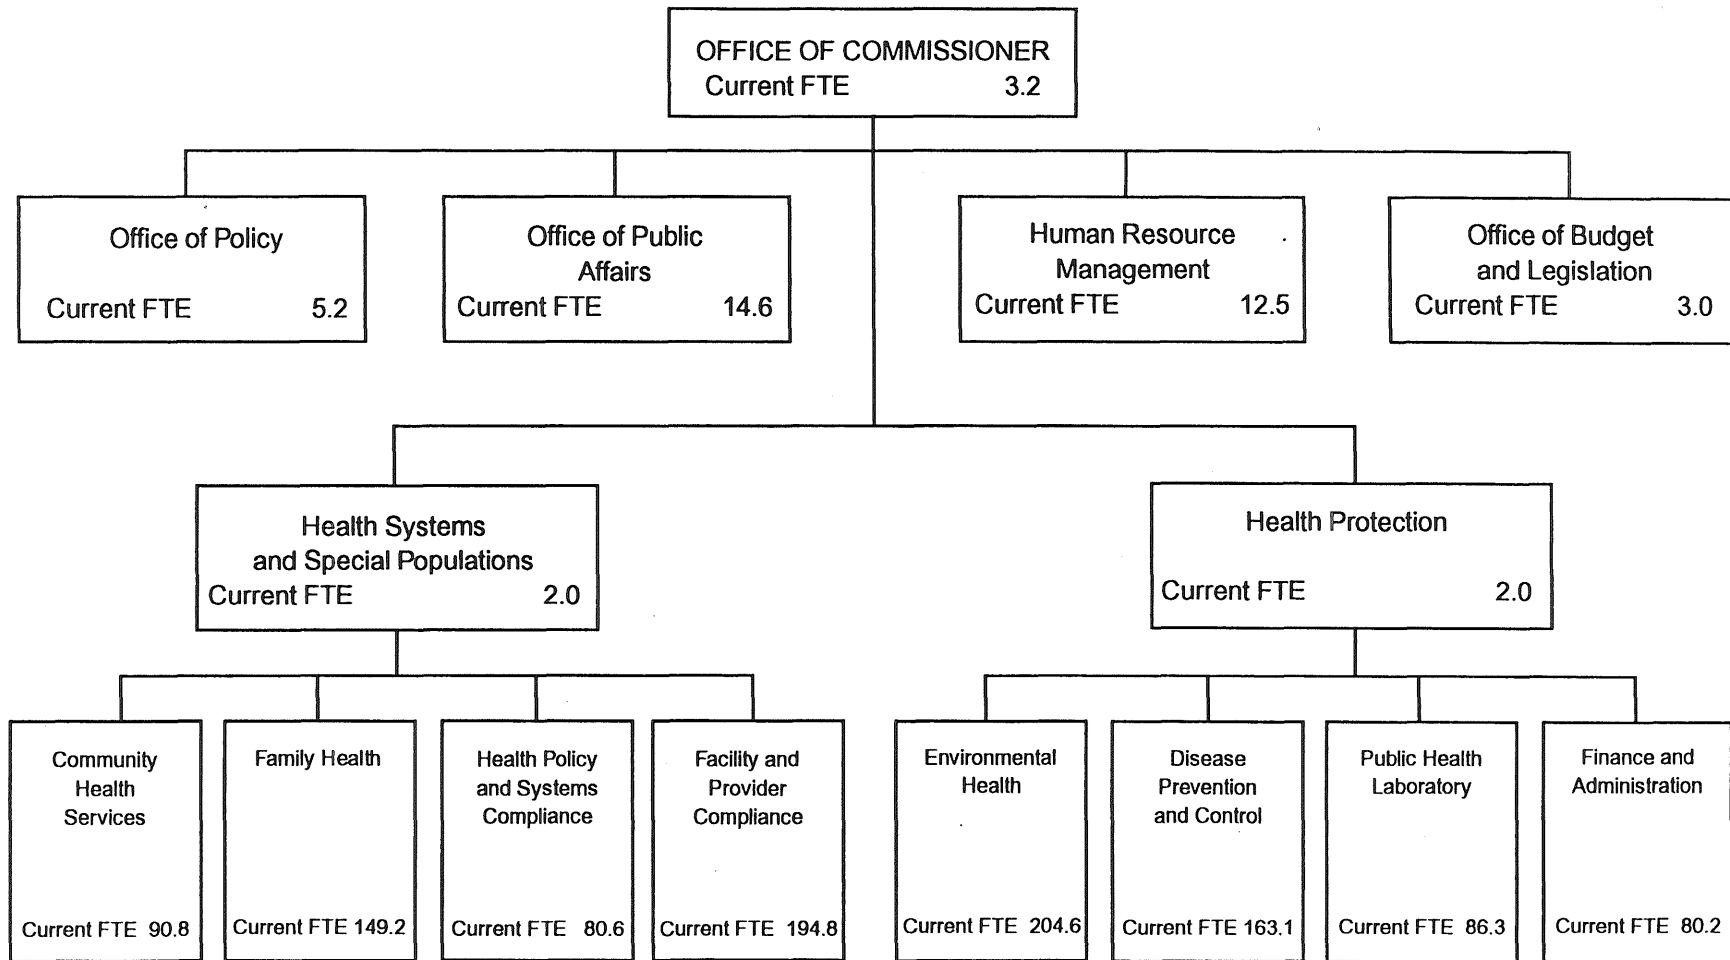 OFFICE OF COMMISSIONER
Current FTE 3.2
Office of Policy
Current FTE 5.2
Office of Public
Affairs
Current FTE 14.6
Human Resource
Management
Current FTE 12.5
Office of Budget
and Legislation
Current FTE 3.0
Health Systems
and Special Populations
Current FTE 2.0
Health Protection
Current FTE 2.0
Community
Health
Services
Current FTE 90.8
Family Health
Current FTE 149.2
Health Policy
and Systems
Compliance
Current FTE 80.6
Facility and
Provider
Compliance
Current FTE 194.8
Environmental
Health
Current FTE 204.6
Disease
Prevention
and Control
Current FTE 163.1
Public Health
Laboratory
Current FTE 86.3
Finance and
Administration
Current FTE 80.2